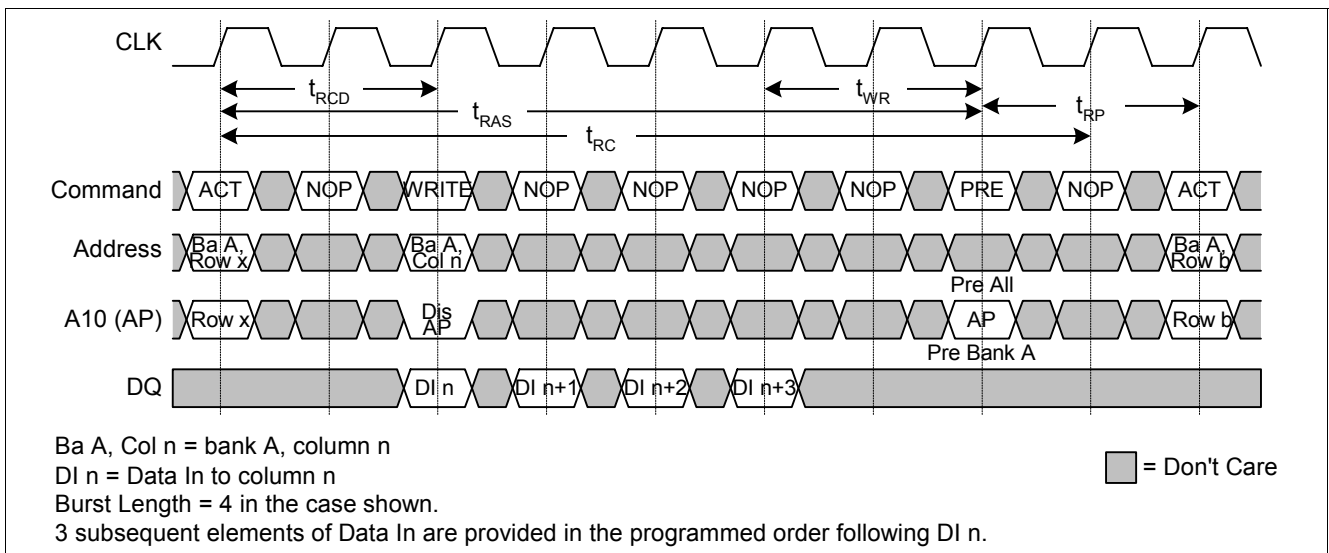 CLK
tRCD
tWR
tRAS
tRP
tRC
Command ACT NOP WRITE NOP NOP NOP NOP PRE NOP ACT
Address Ba A, Row x Ba A, Col n Ba A, Row b
Pre All
A10 (AP) Row x Dis AP AP Row b
Pre Bank A
DQ DI n DI n+1 DI n+2 DI n+3
Ba A, Col n = bank A, column n
DI n = Data In to column n
Burst Length = 4 in the case shown.
3 subsequent elements of Data In are provided in the programmed order following DI n.
= Don't Care